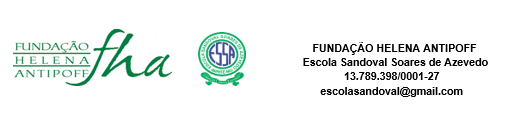 FUNDAÇÃO
HELENA
ANTIPOFF
fha
ESSA
FUNDAÇÃO HELENA ANTIPOFF
Escola Sandoval Soares de Azevedo
13.789.398/0001-27
escolasandoval@gmail.com